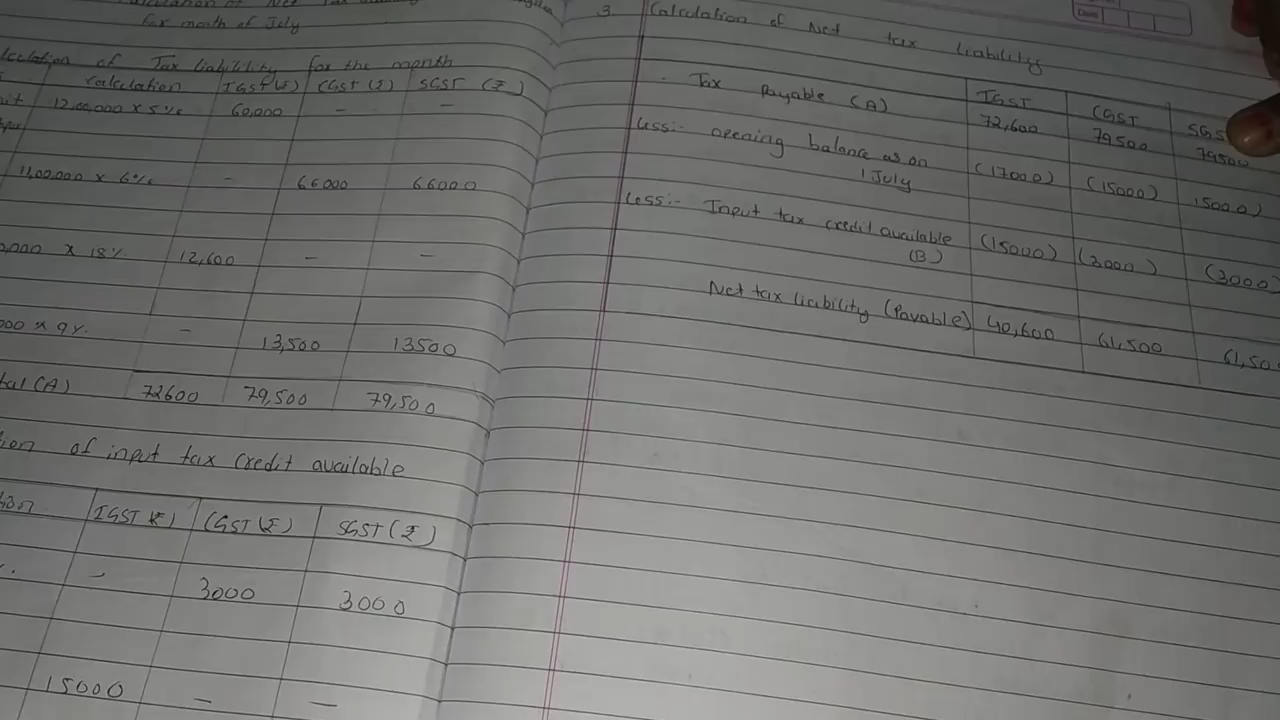 for month of July
Calculation of Tax liability for the month
Calculation IGST (₹) CGST (₹) SGST (₹)
12,00,000 x 5% 60,000 - -
11,00,000 x 6% - 66000 66000
000 x 18% 12,600 - -
000 x 9% - 13,500 13500
Total (A) 72600 79,500 79,500
of input tax credit available
IGST (₹) CGST (₹) SGST (₹)
- 3000 3000
15000 - -
3. Calculation of Net tax liability
IGST CGST SGS
Tax Payable (A) 72,600 79500 79500
Less:- opening balance as on
1 July (17000) (15000) 15000)
Less:- Input tax credit available
(B) (15000) (3000) (3000)
Net tax liability (Payable) 40,600 61,500 61,50